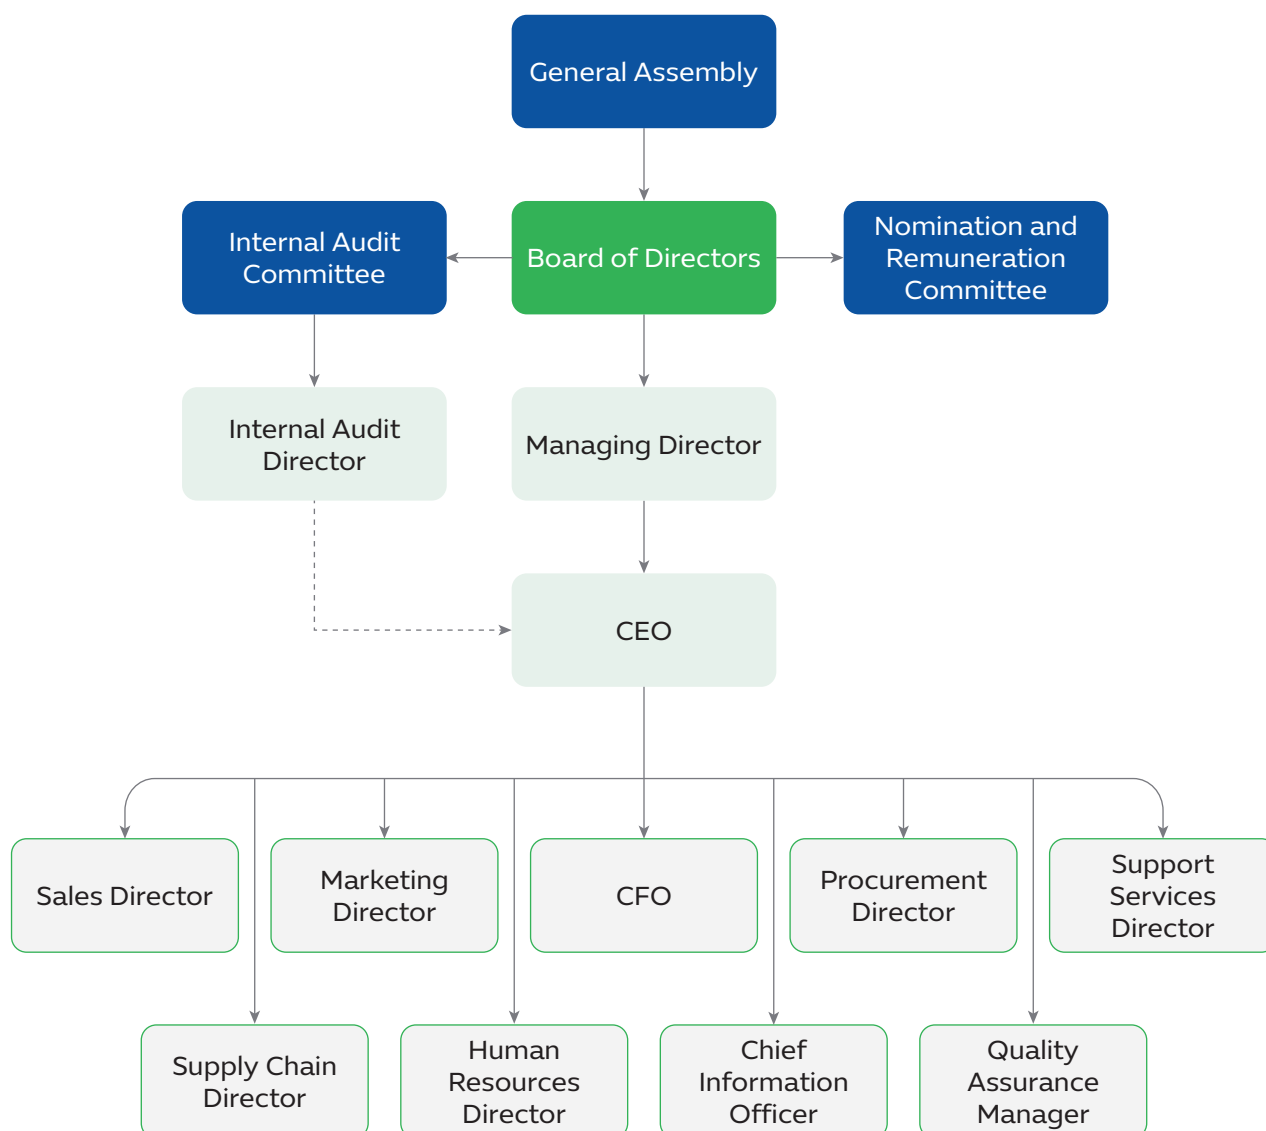 General Assembly
Internal Audit
Committee
Board of Directors
Nomination and
Remuneration
Committee
Internal Audit
Director
Managing Director
CEO
Sales Director
Marketing
Director
CFO
Procurement
Director
Support
Services
Director
Supply Chain
Director
Human
Resources
Director
Chief
Information
Officer
Quality
Assurance
Manager